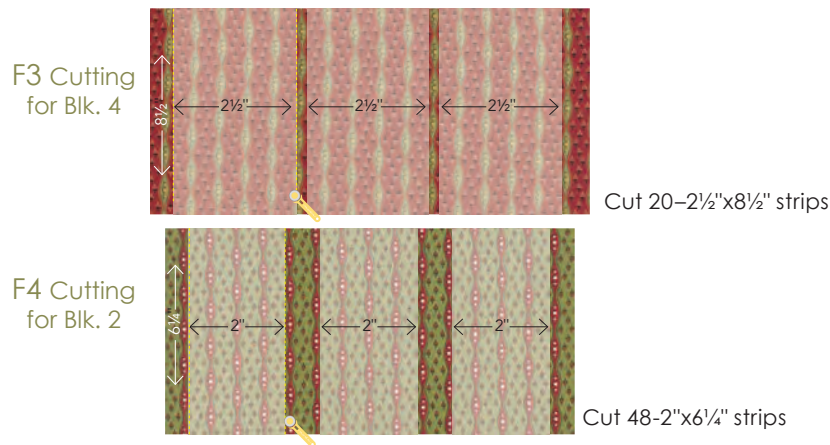 F3 Cutting
for Blk. 4
8½
2½"
2½"
2½"
Cut 20–2½"x8½" strips
F4 Cutting
for Blk. 2
6¼"
2"
2"
2"
Cut 48-2"x6¼" strips